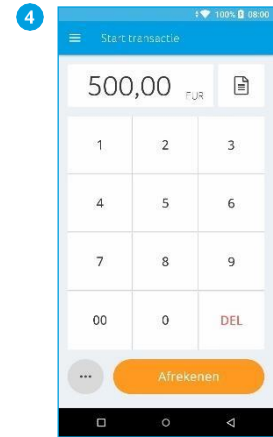 4
100% 08:00
Start transactie
500,00 EUR
1 2 3
4 5 6
7 8 9
00 0 DEL
... Afrekenen